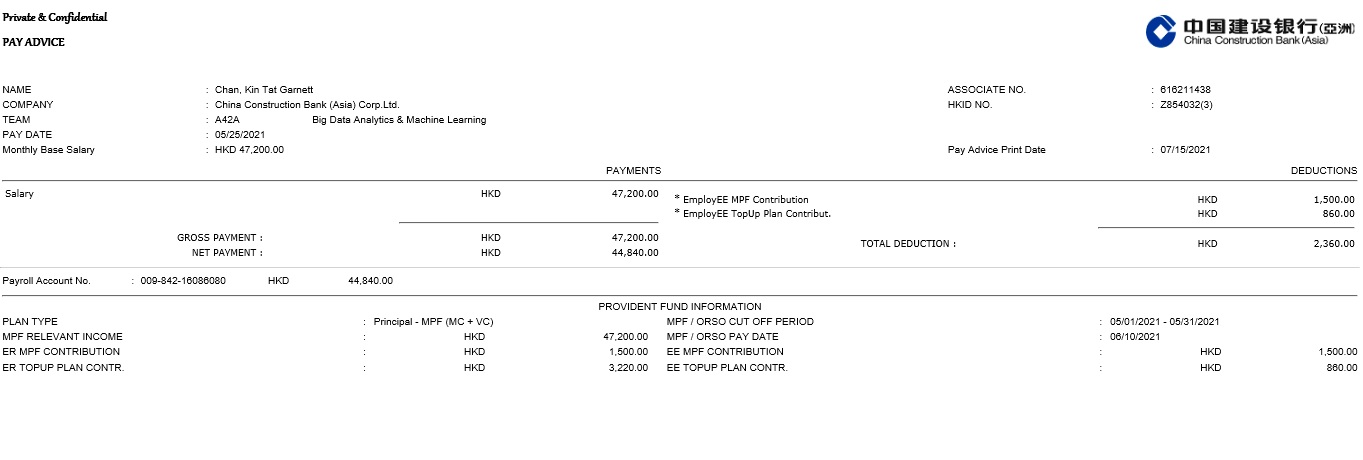 Private & Confidential
中国建设银行(亞洲)
China Construction Bank (Asia)
PAY ADVICE
NAME : Chan, Kin Tat Garnett ASSOCIATE NO. : 616211438
COMPANY : China Construction Bank (Asia) Corp.Ltd. HKID NO. : Z854032(3)
TEAM : A42A Big Data Analytics & Machine Learning
PAY DATE : 05/25/2021
Monthly Base Salary : HKD 47,200.00 Pay Advice Print Date : 07/15/2021
PAYMENTS DEDUCTIONS
Salary HKD 47,200.00 * EmployEE MPF Contribution HKD 1,500.00
* EmployEE TopUp Plan Contribut. HKD 860.00
GROSS PAYMENT : HKD 47,200.00 TOTAL DEDUCTION : HKD 2,360.00
NET PAYMENT : HKD 44,840.00
Payroll Account No. : 009-842-16086080 HKD 44,840.00
PROVIDENT FUND INFORMATION
PLAN TYPE : Principal - MPF (MC + VC) MPF / ORSO CUT OFF PERIOD : 05/01/2021 - 05/31/2021
MPF RELEVANT INCOME : HKD 47,200.00 MPF / ORSO PAY DATE : 06/10/2021
ER MPF CONTRIBUTION : HKD 1,500.00 EE MPF CONTRIBUTION : HKD 1,500.00
ER TOPUP PLAN CONTR. : HKD 3,220.00 EE TOPUP PLAN CONTR. : HKD 860.00